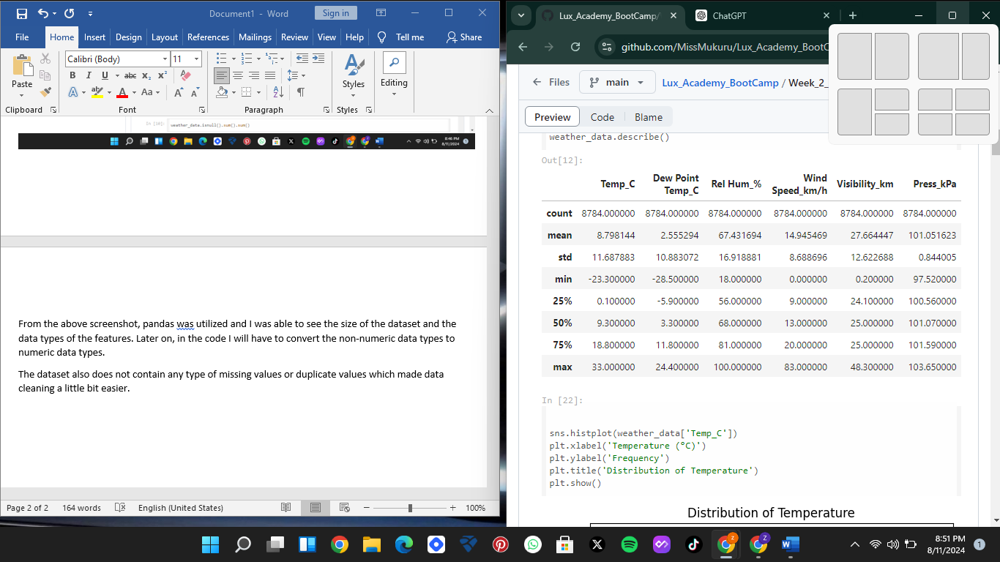 Document1 - Word
Sign in
File Home Insert Design Layout References Mailings Review View Help Tell me Share
Calibri (Body) 11
Paste
B I U abc x₂ x²
A ab A Aa A A
Styles
Editing
Clipboard Font Paragraph Styles
In [10]: weather_data.isnull().sum().sum()
8:46 PM
8/11/2024
From the above screenshot, pandas was utilized and I was able to see the size of the dataset and the
data types of the features. Later on, in the code I will have to convert the non-numeric data types to
numeric data types.
The dataset also does not contain any type of missing values or duplicate values which made data
cleaning a little bit easier.
Page 2 of 2 164 words English (United States) 100%
Lux_Academy_BootCamp/ ChatGPT
github.com/MissMukuru/Lux_Academy_BootC
Files main Lux_Academy_BootCamp / Week_2_
Preview Code Blame
weather_data.describe()
Out[12]:
Temp_C Dew Point Temp_C Rel Hum_% Wind Speed_km/h Visibility_km Press_kPa
count 8784.000000 8784.000000 8784.000000 8784.000000 8784.000000 8784.000000
mean 8.798144 2.555294 67.431694 14.945469 27.664447 101.051623
std 11.687883 10.883072 16.918881 8.688696 12.622688 0.844005
min -23.300000 -28.500000 18.000000 0.000000 0.200000 97.520000
25% 0.100000 -5.900000 56.000000 9.000000 24.100000 100.560000
50% 9.300000 3.300000 68.000000 13.000000 25.000000 101.070000
75% 18.800000 11.800000 81.000000 20.000000 25.000000 101.590000
max 33.000000 24.400000 100.000000 83.000000 48.300000 103.650000
In [22]:
sns.histplot(weather_data['Temp_C'])
plt.xlabel('Temperature (°C)')
plt.ylabel('Frequency')
plt.title('Distribution of Temperature')
plt.show()
Distribution of Temperature
8:51 PM
8/11/2024
1